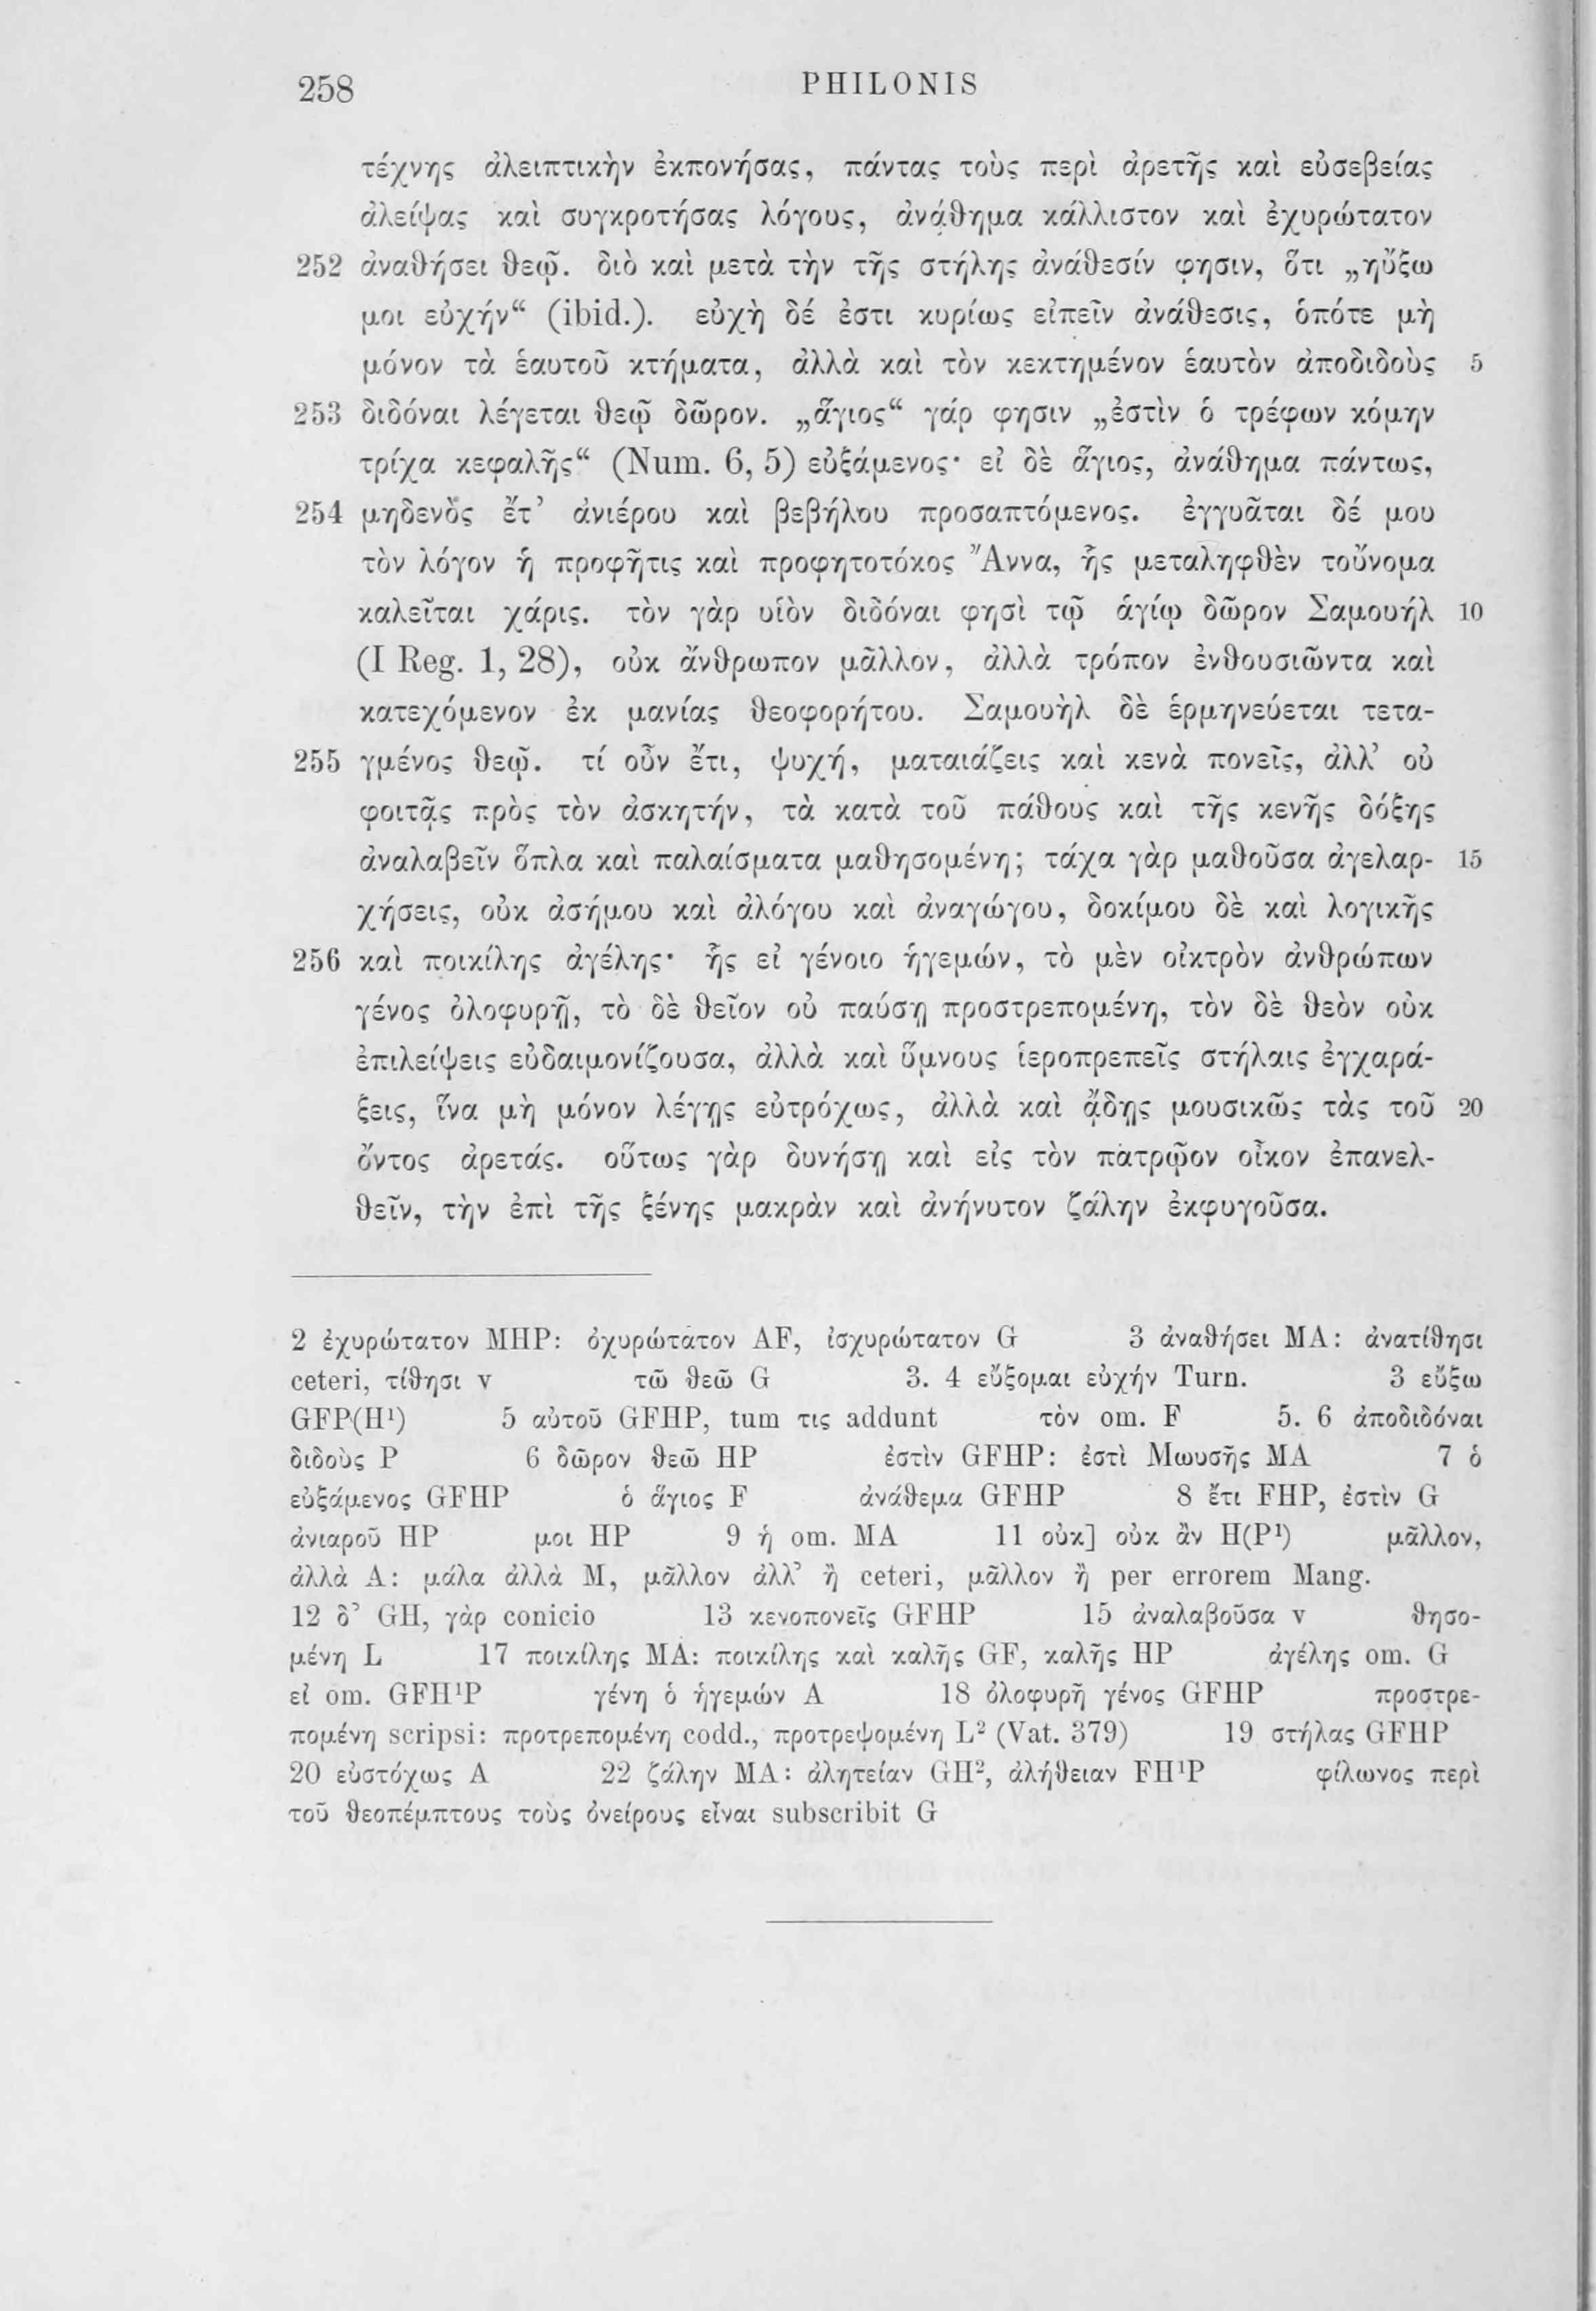 258 PHILONIS
τέχνης ἀλειπτικὴν ἐκπονήσας, πάντας τοὺς περὶ ἀρετῆς καὶ εὐσεβείας
ἀλείψας καὶ συγκροτήσας λόγους, ἀνάθημα κάλλιστον καὶ ἐχυρώτατον
252 ἀναθήσει θεῷ. διὸ καὶ μετὰ τὴν τῆς στήλης ἀνάθεσίν φησιν, ὅτι „ηὔξω
μοι εὐχήν“ (ibid.). εὐχὴ δέ ἐστι κυρίως εἰπεῖν ἀνάθεσις, ὁπότε μὴ
μόνον τὰ ἑαυτοῦ κτήματα, ἀλλὰ καὶ τὸν κεκτημένον ἑαυτὸν ἀποδιδοὺς 5
253 διδόναι λέγεται θεῷ δῶρον. „ἅγιος“ γάρ φησιν „ἐστὶν ὁ τρέφων κόμην
τρίχα κεφαλῆς“ (Num. 6, 5) εὐξάμενος· εἰ δὲ ἅγιος, ἀνάθημα πάντως,
254 μηδενὸς ἔτ’ ἀνιέρου καὶ βεβήλου προσαπτόμενος. ἐγγυᾶται δέ μου
τὸν λόγον ἡ προφῆτις καὶ προφητοτόκος Ἄννα, ἧς μεταληφθὲν τοὔνομα
καλεῖται χάρις. τὸν γὰρ υἱὸν διδόναι φησὶ τῷ ἁγίῳ δῶρον Σαμουήλ 10
(I Reg. 1, 28), οὐκ ἄνθρωπον μᾶλλον, ἀλλὰ τρόπον ἐνθουσιῶντα καὶ
κατεχόμενον ἐκ μανίας θεοφορήτου. Σαμουὴλ δὲ ἑρμηνεύεται τετα-
255 γμένος θεῷ. τί οὖν ἔτι, ψυχή, ματαιάζεις καὶ κενὰ πονεῖς, ἀλλ’ οὐ
φοιτᾷς πρὸς τὸν ἀσκητήν, τὰ κατὰ τοῦ πάθους καὶ τῆς κενῆς δόξης
ἀναλαβεῖν ὅπλα καὶ παλαίσματα μαθησομένη; τάχα γὰρ μαθοῦσα ἀγελαρ- 15
χήσεις, οὐκ ἀσήμου καὶ ἀλόγου καὶ ἀναγώγου, δοκίμου δὲ καὶ λογικῆς
256 καὶ ποικίλης ἀγέλης· ἧς εἰ γένοιο ἡγεμών, τὸ μὲν οἰκτρὸν ἀνθρώπων
γένος ὀλοφυρῇ, τὸ δὲ θεῖον οὐ παύσῃ προστρεπομένη, τὸν δὲ θεὸν οὐκ
ἐπιλείψεις εὐδαιμονίζουσα, ἀλλὰ καὶ ὕμνους ἱεροπρεπεῖς στήλαις ἐγχαρά-
ξεις, ἵνα μὴ μόνον λέγῃς εὐτρόχως, ἀλλὰ καὶ ᾄδῃς μουσικῶς τὰς τοῦ 20
ὄντος ἀρετάς. οὕτως γὰρ δυνήσῃ καὶ εἰς τὸν πατρῷον οἶκον ἐπανελ-
θεῖν, τὴν ἐπὶ τῆς ξένης μακρὰν καὶ ἀνήνυτον ζάλην ἐκφυγοῦσα.
2 ἐχυρώτατον MHP: ὀχυρώτατον AF, ἰσχυρώτατον G 3 ἀναθήσει MA: ἀνατίθησι
ceteri, τίθησι v τῶ θεῶ G 3. 4 εὔξομαι εὐχήν Turn. 3 εὔξω
GFP(H¹) 5 αὑτοῦ GFHP, tum τις addunt τὸν om. F 5. 6 ἀποδιδόναι
διδοὺς P 6 δῶρον θεῶ HP ἐστὶν GFHP: ἐστὶ Μωυσῆς MA 7 ὁ
εὐξάμενος GFHP ὁ ἅγιος F ἀνάθεμα GFHP 8 ἔτι FHP, ἐστὶν G
ἀνιαροῦ HP μοι HP 9 ἡ om. MA 11 οὐκ] οὐκ ἂν H(P¹) μᾶλλον,
ἀλλὰ A: μάλα ἀλλὰ M, μᾶλλον ἀλλ’ ἢ ceteri, μᾶλλον ἢ per errorem Mang.
12 δ’ GH, γὰρ conicio 13 κενοπονεῖς GFHP 15 ἀναλαβοῦσα v θησο-
μένη L 17 ποικίλης MA: ποικίλης καὶ καλῆς GF, καλῆς HP ἀγέλης om. G
εἰ om. GFH¹P γένη ὁ ἡγεμών A 18 ὀλοφυρῆ γένος GFHP προστρε-
πομένη scripsi: προτρεπομένη codd., προτρεψομένη L² (Vat. 379) 19 στήλας GFHP
20 εὐστόχως A 22 ζάλην MA: ἀλητείαν GH², ἀλήθειαν FH¹P φίλωνος περὶ
τοῦ θεοπέμπτους τοὺς ὀνείρους εἶναι subscribit G